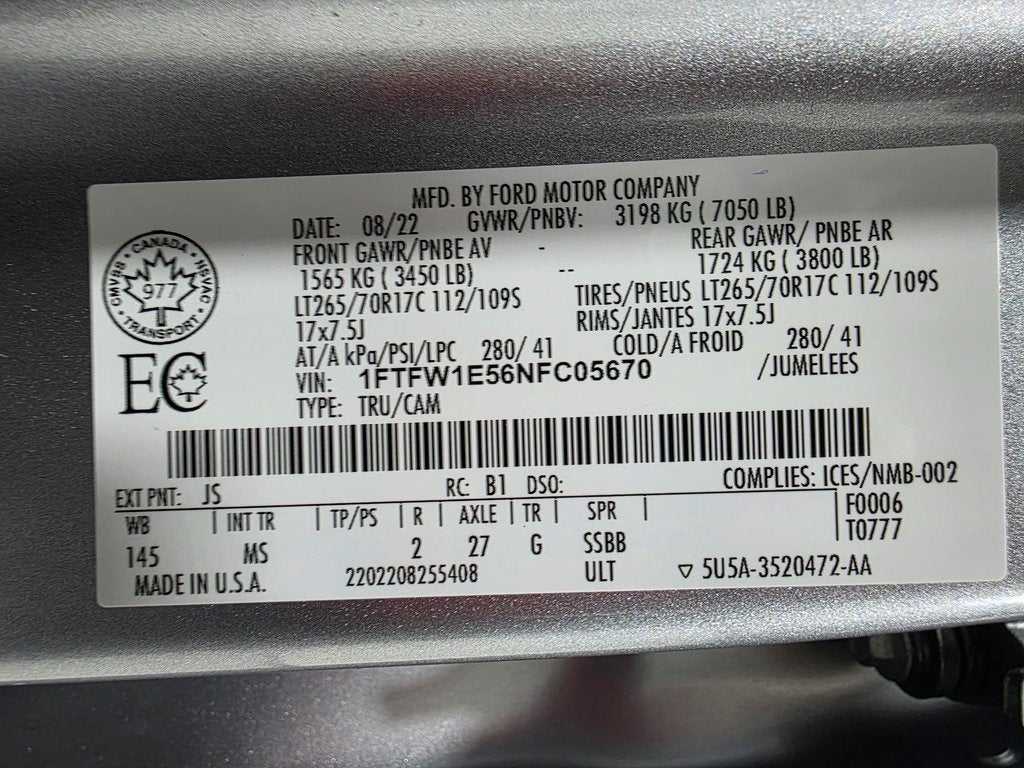 MFD. BY FORD MOTOR COMPANY
DATE: 08/22 GVWR/PNBV: 3198 KG ( 7050 LB)
FRONT GAWR/PNBE AV - REAR GAWR/ PNBE AR
1565 KG ( 3450 LB) -- 1724 KG ( 3800 LB)
LT265/70R17C 112/109S TIRES/PNEUS LT265/70R17C 112/109S
17x7.5J RIMS/JANTES 17x7.5J
AT/A kPa/PSI/LPC 280/ 41 COLD/A FROID 280/ 41
VIN: 1FTFW1E56NFC05670 /JUMELEES
TYPE: TRU/CAM
CANADA
CMVSS NSVAC
977
TRANSPORT
EC
EXT PNT: JS RC: B1 DSO: COMPLIES: ICES/NMB-002
WB | INT TR | TP/PS | R | AXLE | TR | SPR | F0006
145 MS 2 27 G SSBB T0777
MADE IN U.S.A. 2202208255408 ULT ▽ 5U5A-3520472-AA